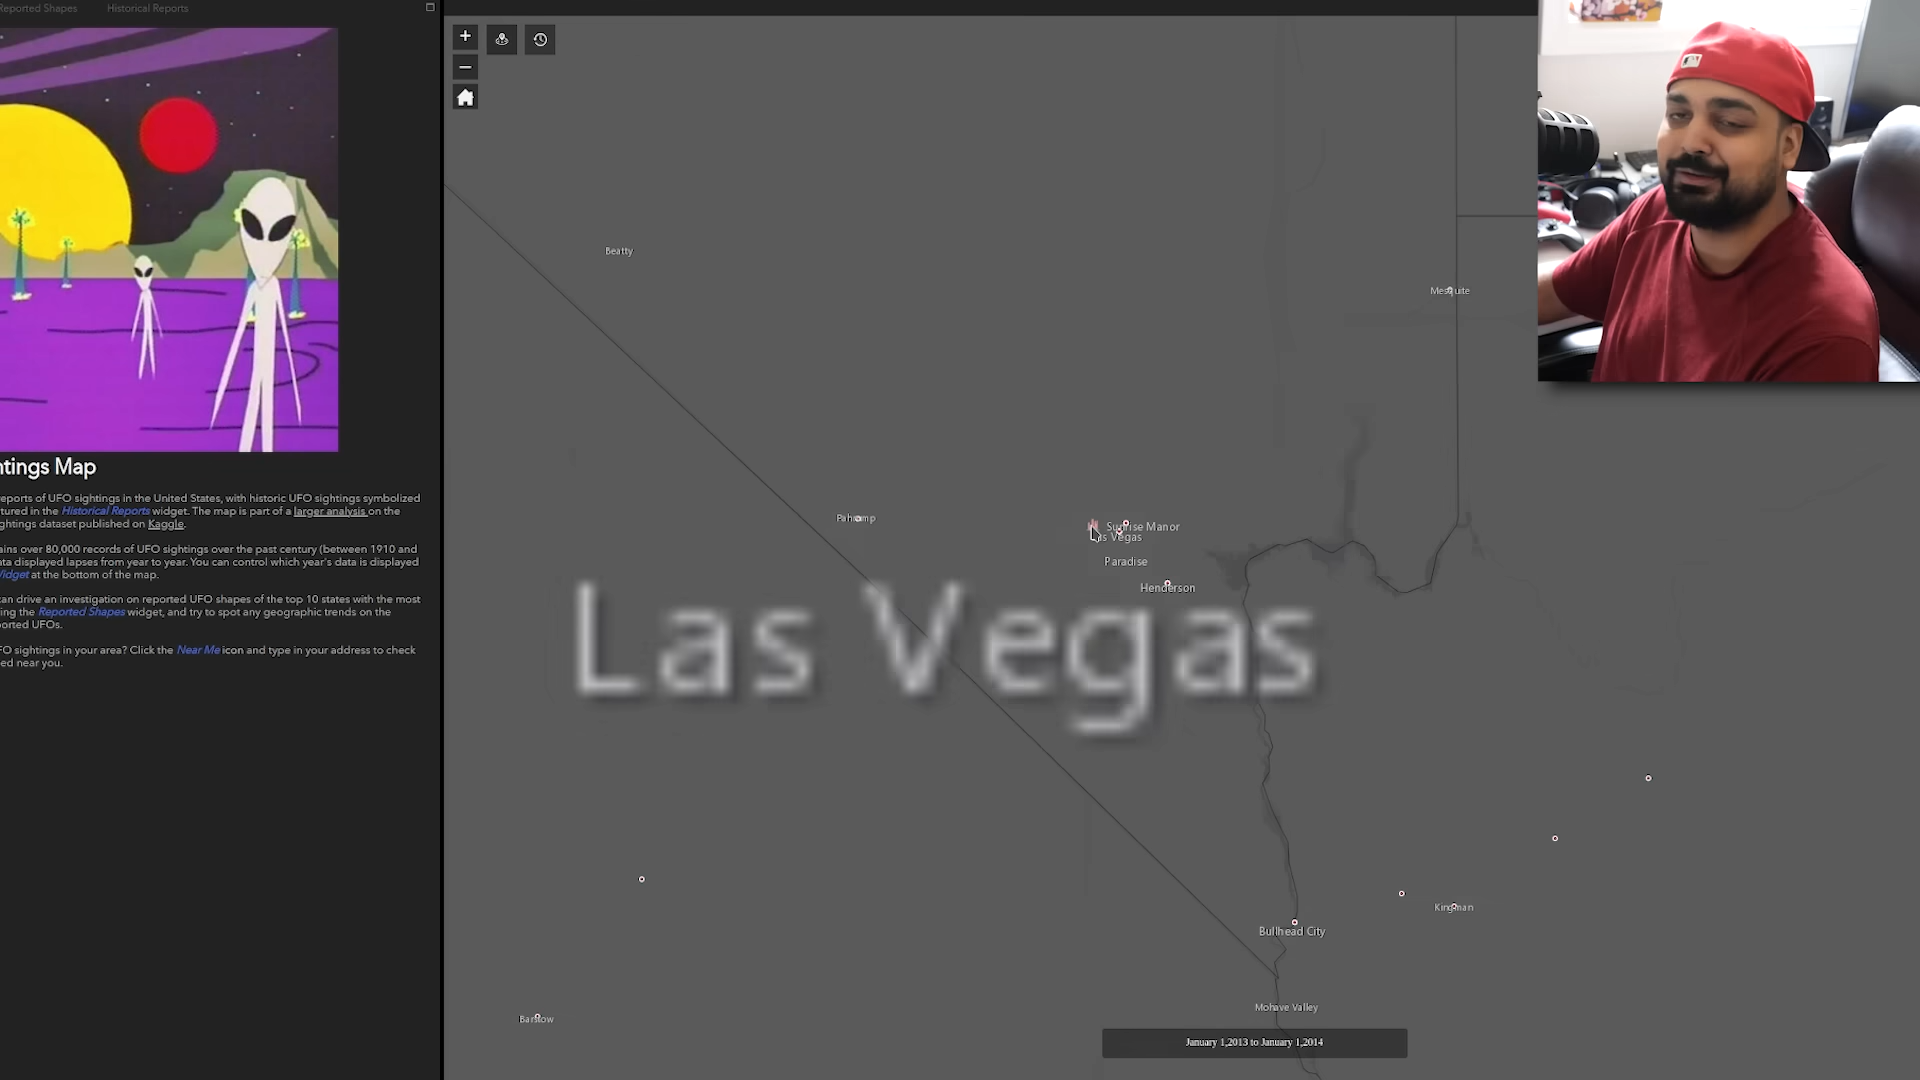 Reported Shapes
Historical Reports
ntings Map
eports of UFO sightings in the United States, with historic UFO sightings symbolized
tured in the Historical Reports widget. The map is part of a larger analysis on the
ghtings dataset published on Kaggle.
ains over 80,000 records of UFO sightings over the past century (between 1910 and
ata displayed lapses from year to year. You can control which year's data is displayed
Widget at the bottom of the map.
can drive an investigation on reported UFO shapes of the top 10 states with the most
ing the Reported Shapes widget, and try to spot any geographic trends on the
orted UFOs.
FO sightings in your area? Click the Near Me icon and type in your address to check
ed near you.
Beatty
Mesquite
Pahrump
Sunrise Manor
Las Vegas
Paradise
Henderson
Las Vegas
Kingman
Bullhead City
Mohave Valley
Barstow
January 1,2013 to January 1,2014